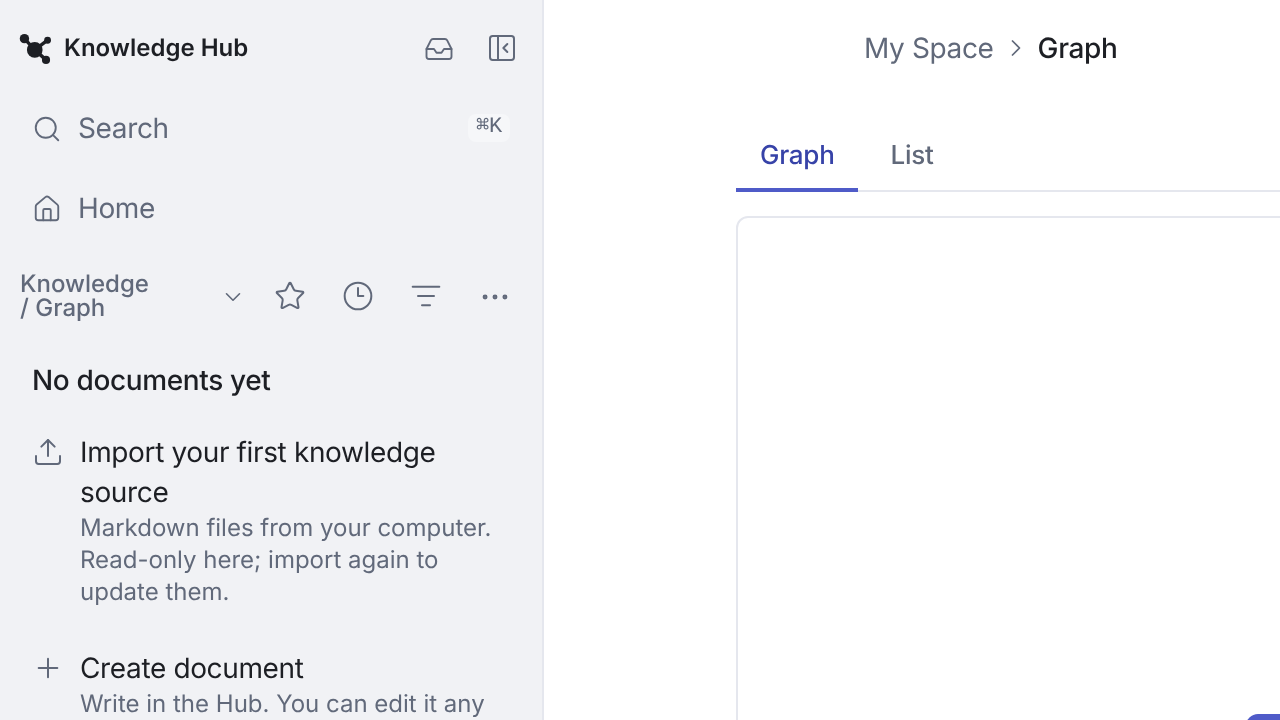 Knowledge Hub
Search
⌘K
Home
Knowledge
/ Graph
No documents yet
Import your first knowledge
source
Markdown files from your computer.
Read-only here; import again to
update them.
Create document
Write in the Hub. You can edit it any
My Space > Graph
Graph
List